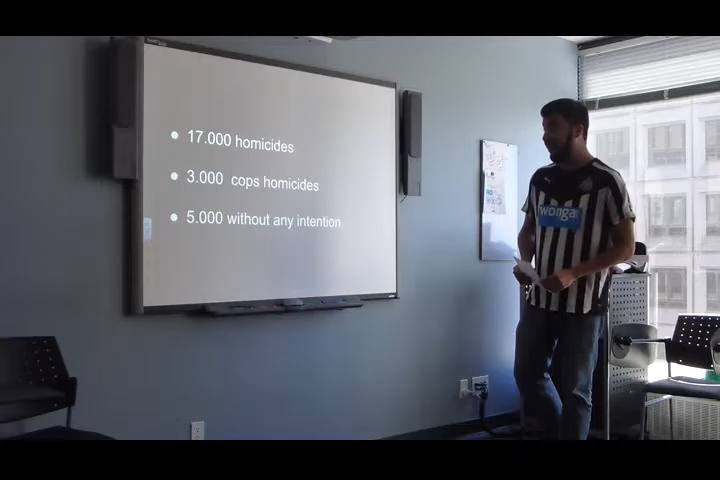 17.000 homicides
3.000 cops homicides
5.000 without any intention
wonga